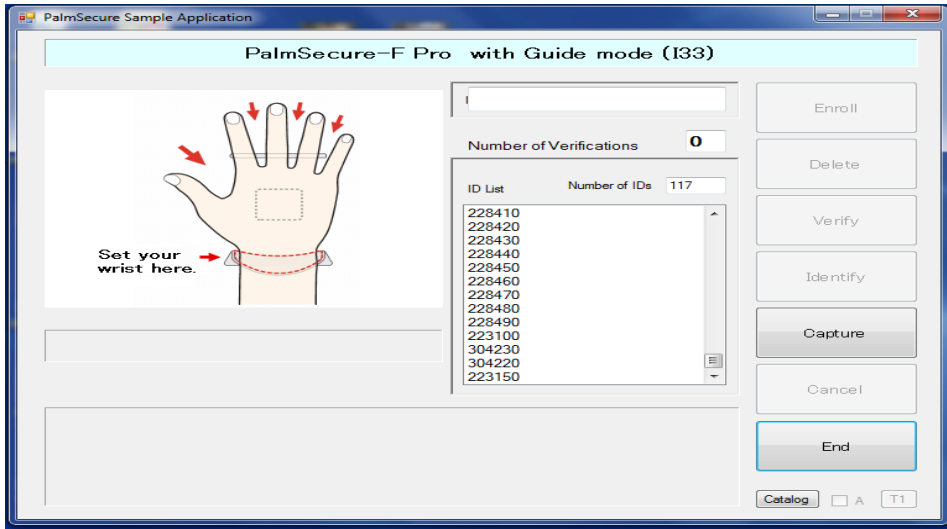 PalmSecure Sample Application
PalmSecure-F Pro with Guide mode (I33)
Set your
wrist here.
Number of Verifications 0
ID List Number of IDs 117
228410
228420
228430
228440
228450
228460
228470
228480
228490
223100
304230
304220
223150
Enroll
Delete
Verify
Identify
Capture
Cancel
End
Catalog A T1